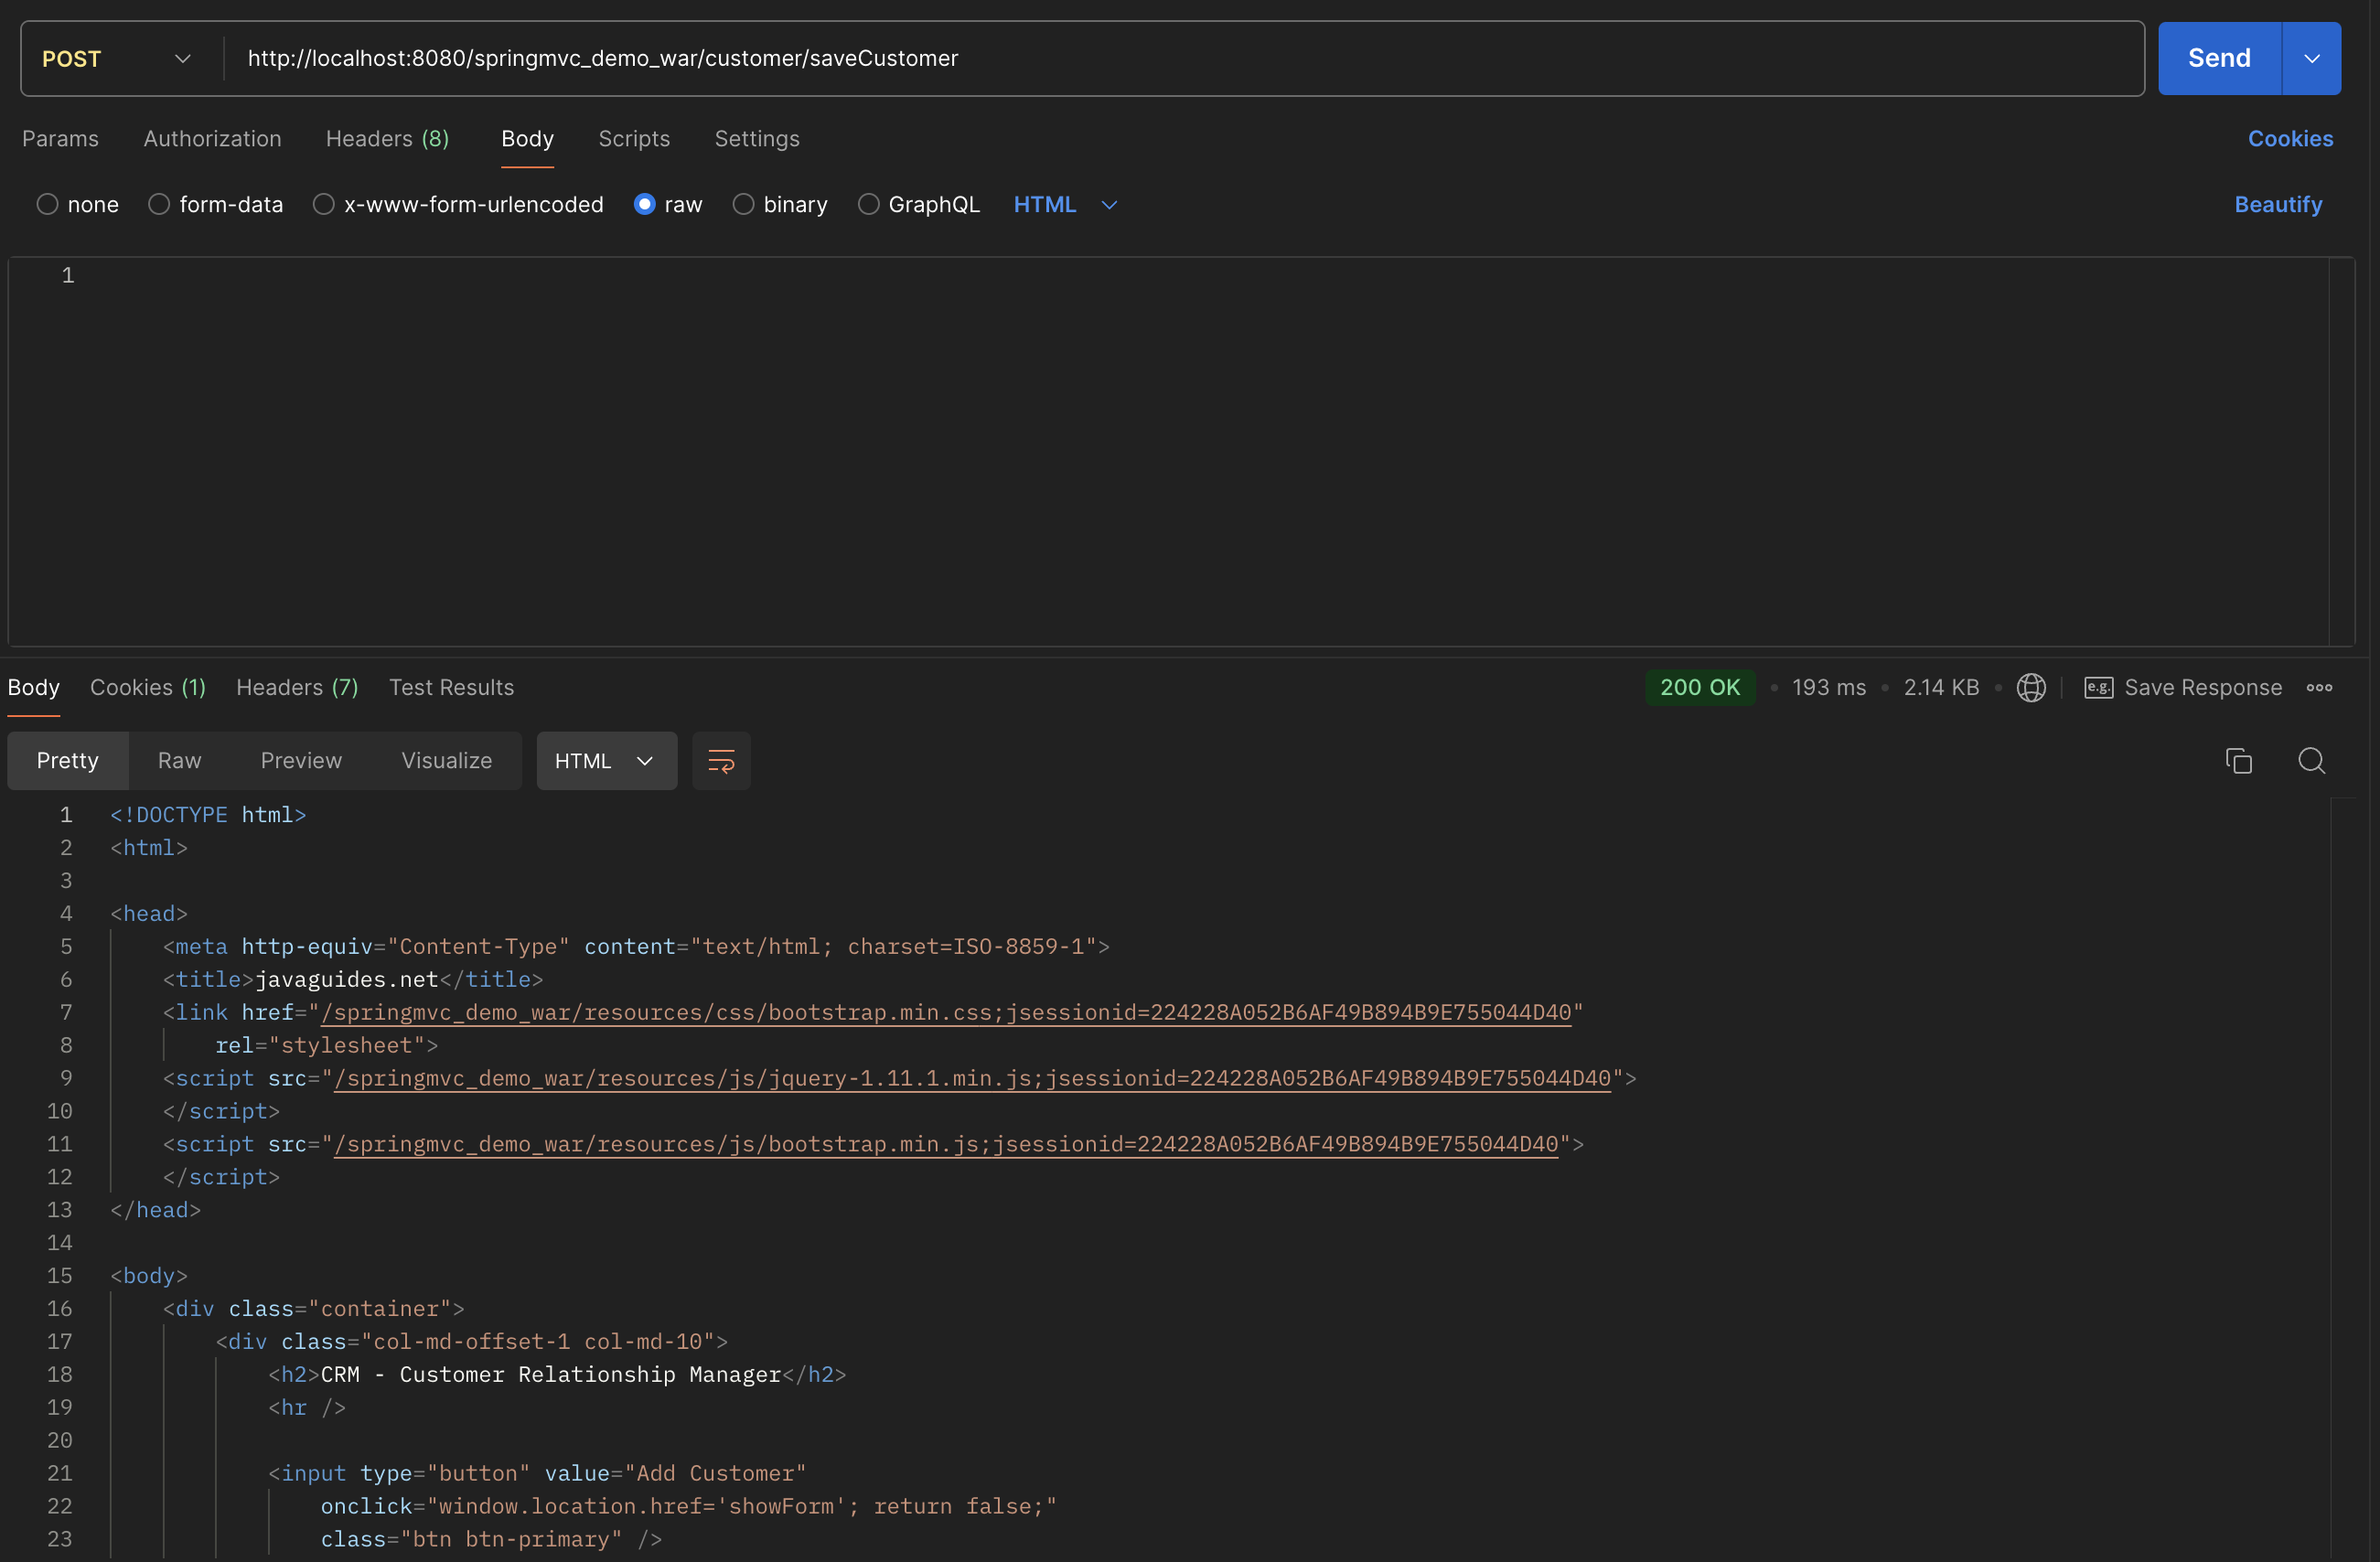 POST http://localhost:8080/springmvc_demo_war/customer/saveCustomer Send
Params Authorization Headers (8) Body Scripts Settings Cookies
none form-data x-www-form-urlencoded raw binary GraphQL HTML Beautify
1
Body Cookies (1) Headers (7) Test Results 200 OK • 193 ms • 2.14 KB • e.g. Save Response
Pretty Raw Preview Visualize HTML
1 <!DOCTYPE html>
2 <html>
3
4 <head>
5 <meta http-equiv="Content-Type" content="text/html; charset=ISO-8859-1">
6 <title>javaguides.net</title>
7 <link href="/springmvc_demo_war/resources/css/bootstrap.min.css;jsessionid=224228A052B6AF49B894B9E755044D40"
8 rel="stylesheet">
9 <script src="/springmvc_demo_war/resources/js/jquery-1.11.1.min.js;jsessionid=224228A052B6AF49B894B9E755044D40">
10 </script>
11 <script src="/springmvc_demo_war/resources/js/bootstrap.min.js;jsessionid=224228A052B6AF49B894B9E755044D40">
12 </script>
13 </head>
14
15 <body>
16 <div class="container">
17 <div class="col-md-offset-1 col-md-10">
18 <h2>CRM - Customer Relationship Manager</h2>
19 <hr />
20
21 <input type="button" value="Add Customer"
22 onclick="window.location.href='showForm'; return false;"
23 class="btn btn-primary" />